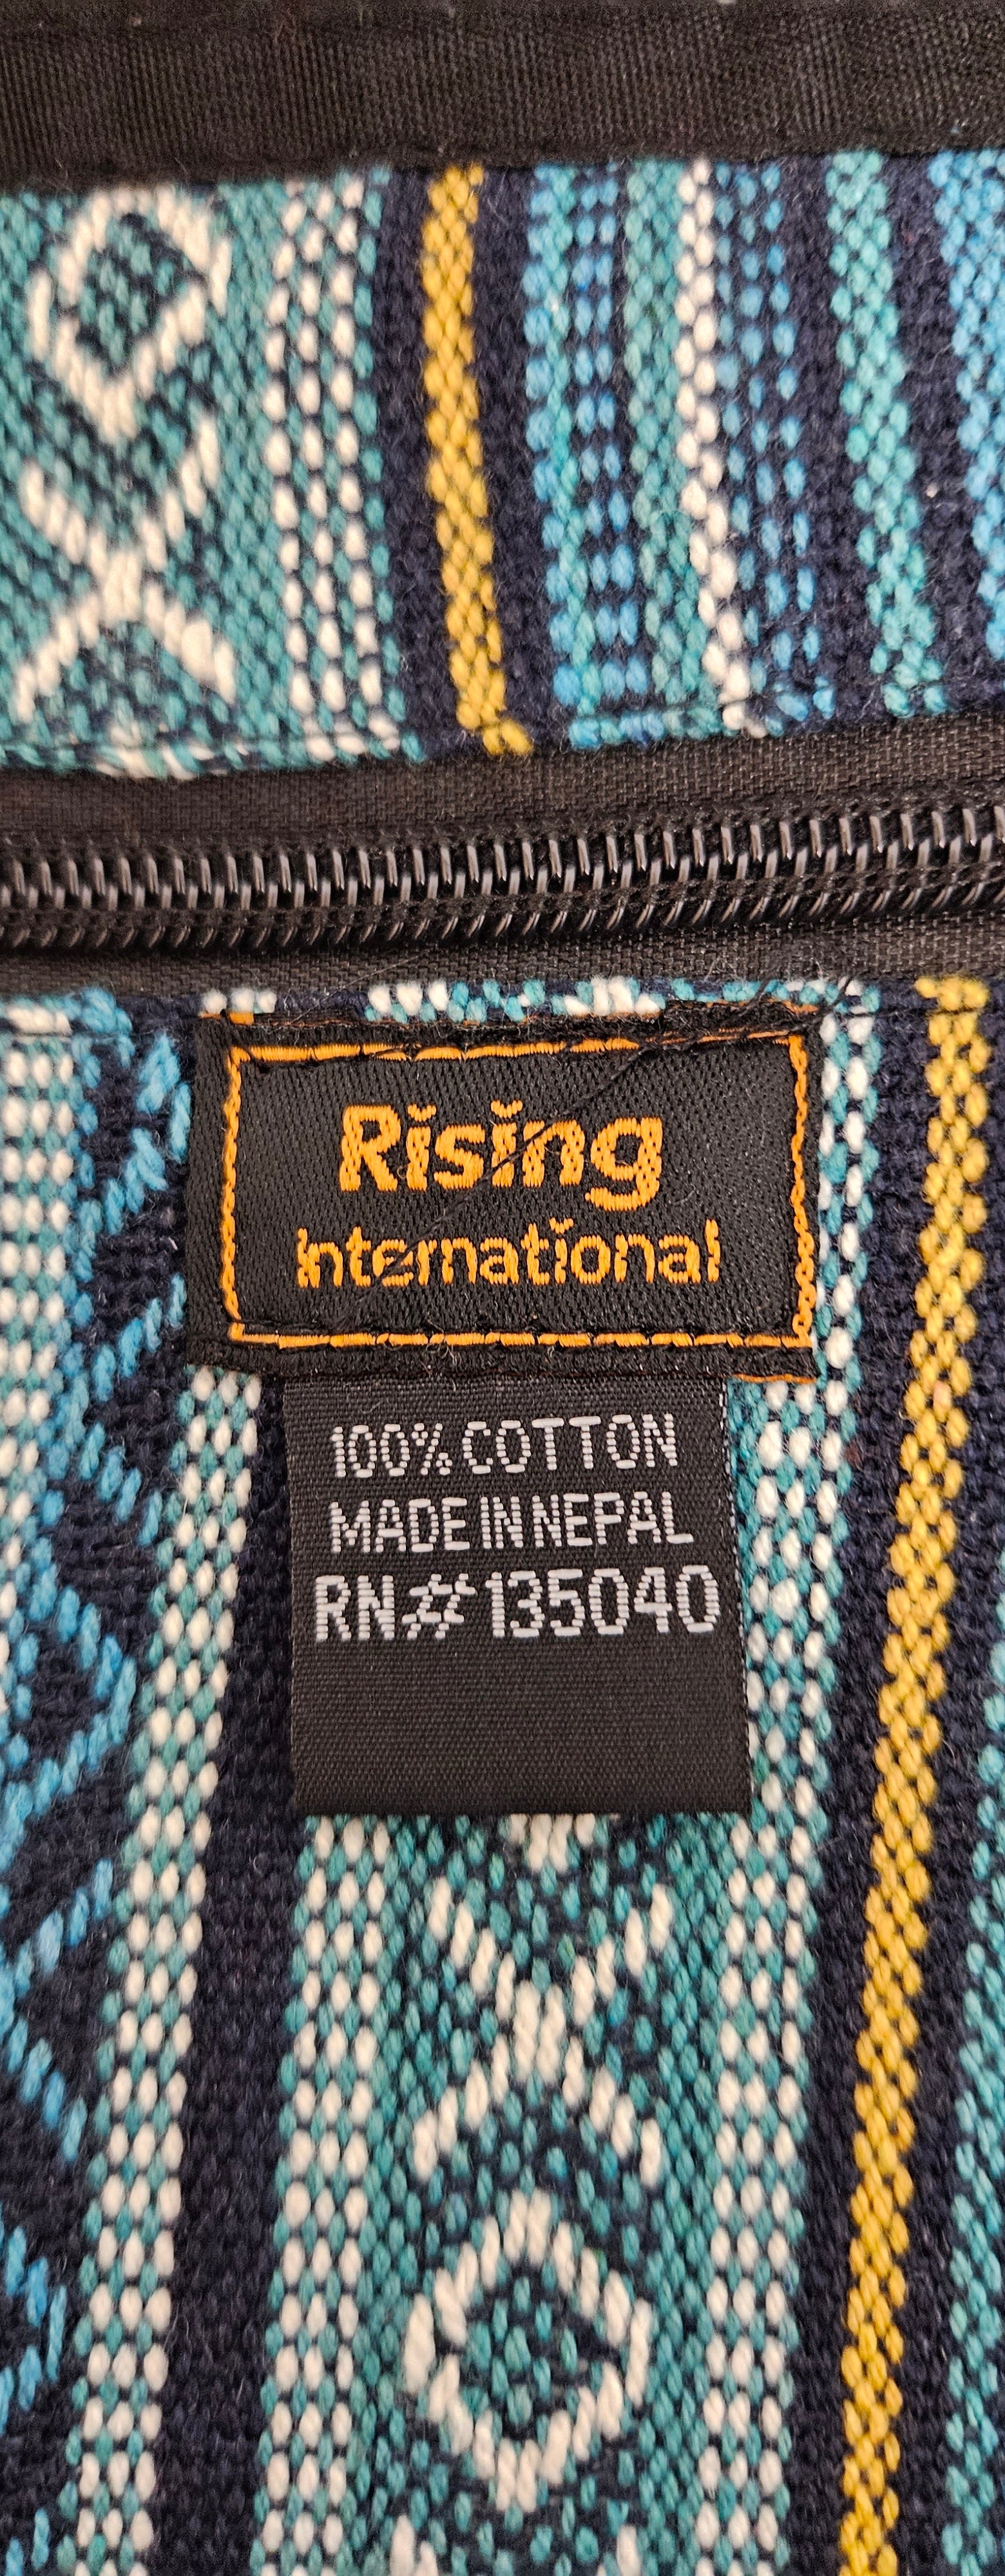 Rising
International
100% COTTON
MADE IN NEPAL
RN# 135040